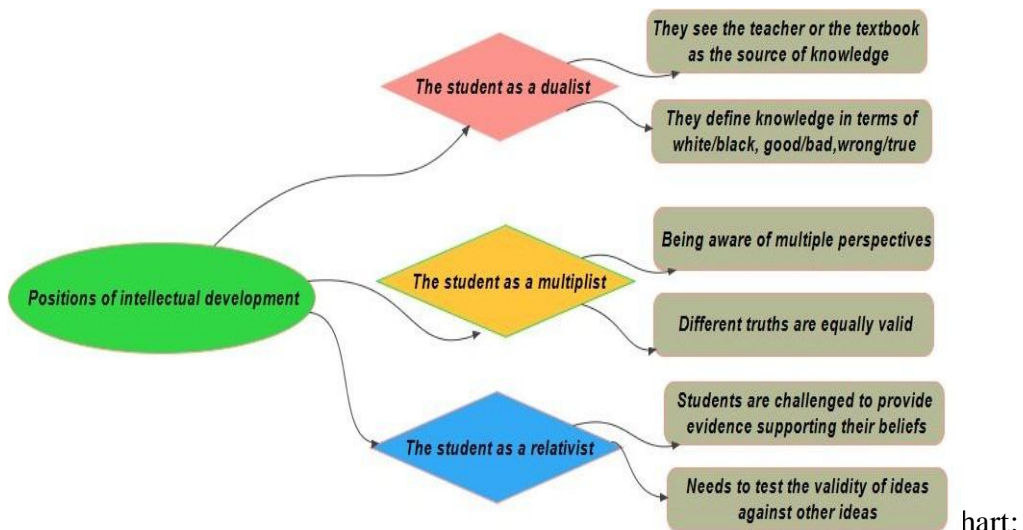 Positions of intellectual development
The student as a dualist
They see the teacher or the textbook
as the source of knowledge
They define knowledge in terms of
white/black, good/bad,wrong/true
The student as a multiplist
Being aware of multiple perspectives
Different truths are equally valid
The student as a relativist
Students are challenged to provide
evidence supporting their beliefs
Needs to test the validity of ideas
against other ideas
hart: